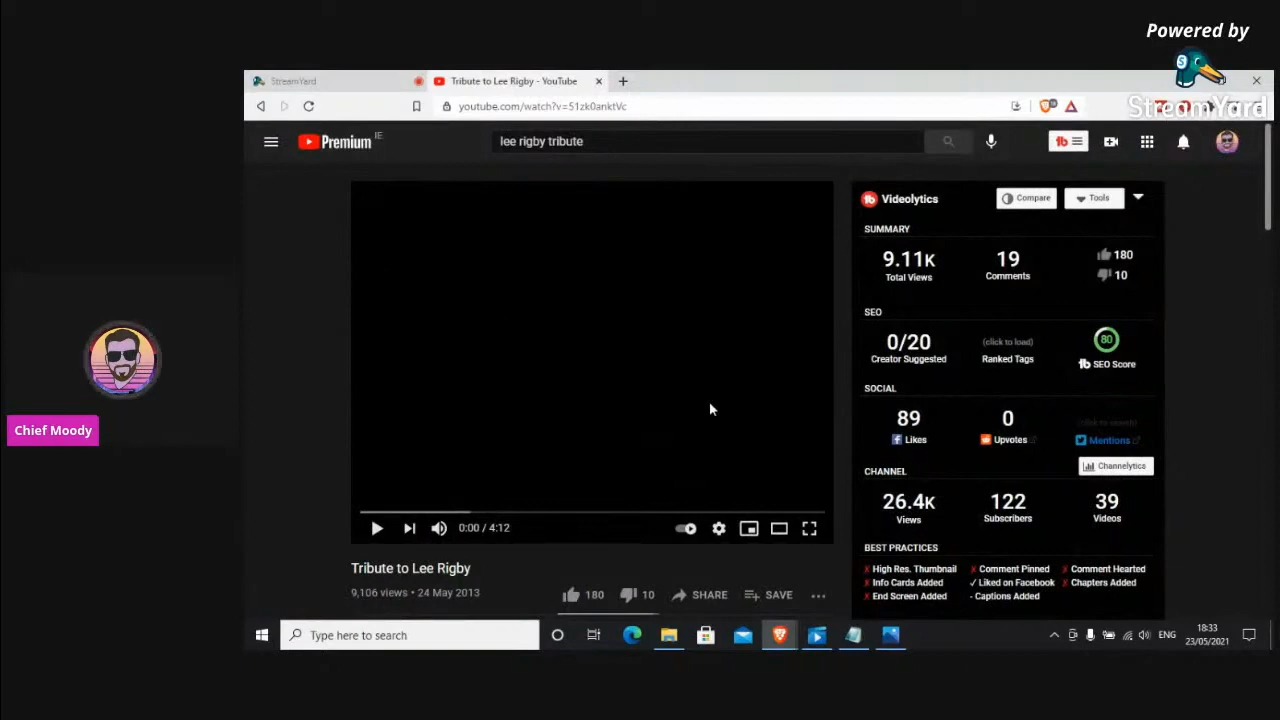 Powered by
StreamYard
StreamYard
Tribute to Lee Rigby - YouTube
youtube.com/watch?v=51zk0anktVc
Premium IE
lee rigby tribute
Videolytics
Compare
Tools
SUMMARY
9.11K
19
180
Total Views
Comments
10
SEO
0/20
(click to load)
80
Creator Suggested
Ranked Tags
tb SEO Score
SOCIAL
89
0
Likes
Upvotes
Mentions
Channelytics
CHANNEL
26.4K
122
39
Views
Subscribers
Videos
BEST PRACTICES
✗ High Res. Thumbnail
✗ Comment Pinned
✗ Comment Hearted
✗ Info Cards Added
✓ Liked on Facebook
✗ Chapters Added
✗ End Screen Added
- Captions Added
Chief Moody
0:00 / 4:12
Tribute to Lee Rigby
9,106 views • 24 May 2013
180
10
SHARE
SAVE
Type here to search
ENG
18:33
23/05/2021